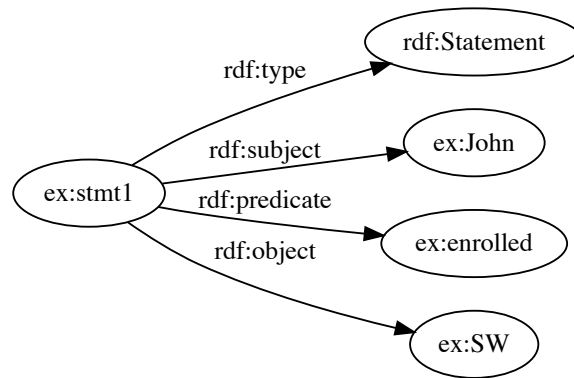 rdf:Statement
rdf:type
ex:John
rdf:subject
ex:stmt1
rdf:predicate
ex:enrolled
rdf:object
ex:SW